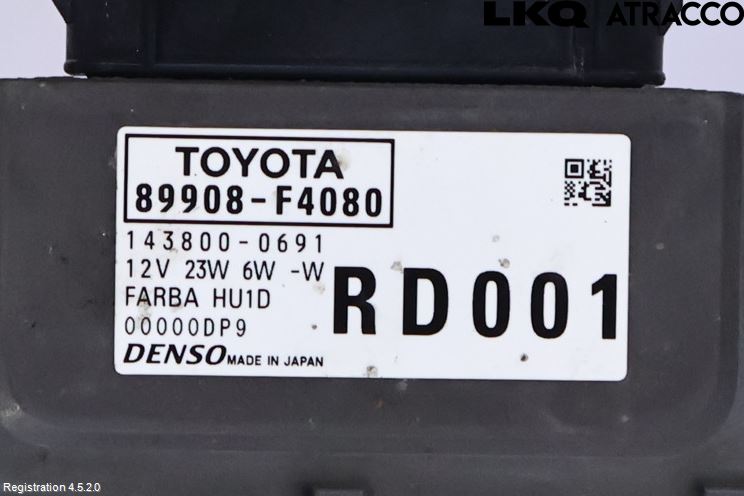 LKQ ATRACCO
TOYOTA
89908-F4080
143800-0691
12V 23W 6W -W
FARBA HU1D
00000DP9
RD001
DENSO MADE IN JAPAN
Registration 4.5.2.0